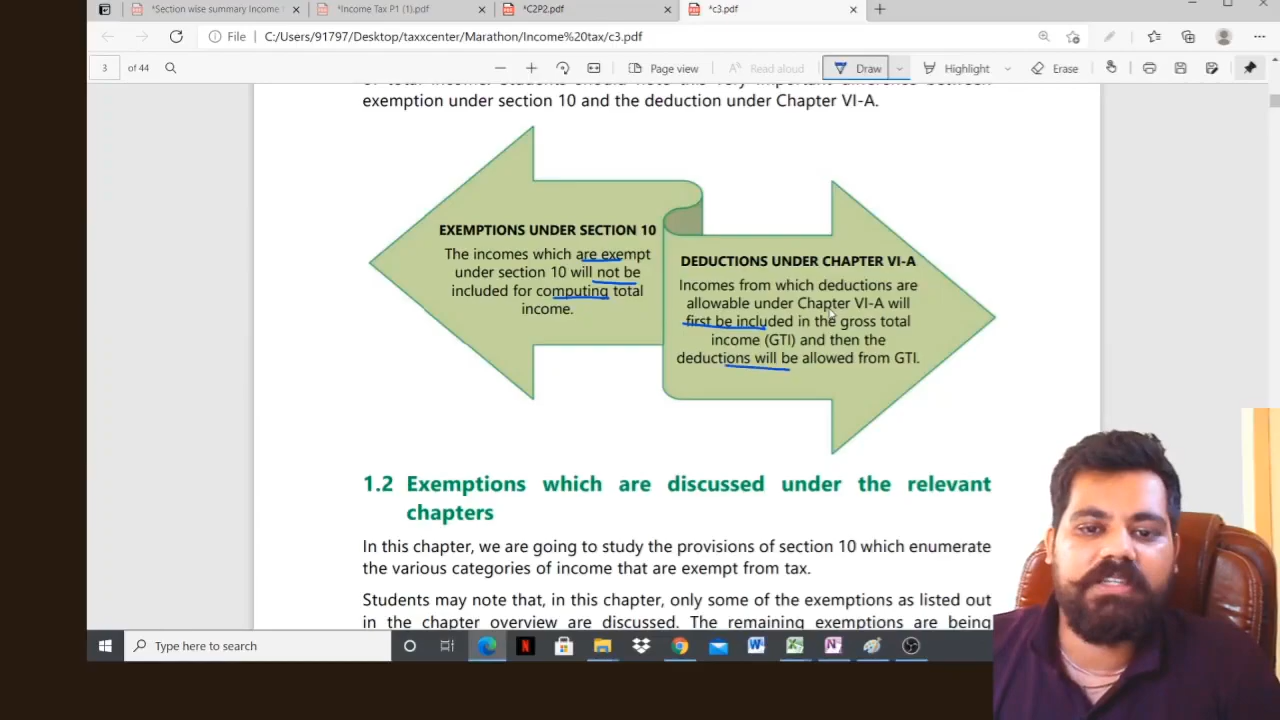 *Section wise summary Income
*Income Tax P1 (1).pdf
*C2P2.pdf
*c3.pdf
File
C:/Users/91797/Desktop/taxxcenter/Marathon/Income%20tax/c3.pdf
3 of 44
Page view
Read aloud
Draw
Highlight
Erase
exemption under section 10 and the deduction under Chapter VI-A.
EXEMPTIONS UNDER SECTION 10
The incomes which are exempt
under section 10 will not be
included for computing total
income.
DEDUCTIONS UNDER CHAPTER VI-A
Incomes from which deductions are
allowable under Chapter VI-A will
first be included in the gross total
income (GTI) and then the
deductions will be allowed from GTI.
1.2 Exemptions which are discussed under the relevant
chapters
In this chapter, we are going to study the provisions of section 10 which enumerate
the various categories of income that are exempt from tax.
Students may note that, in this chapter, only some of the exemptions as listed out
in the chapter overview are discussed. The remaining exemptions are being
Type here to search